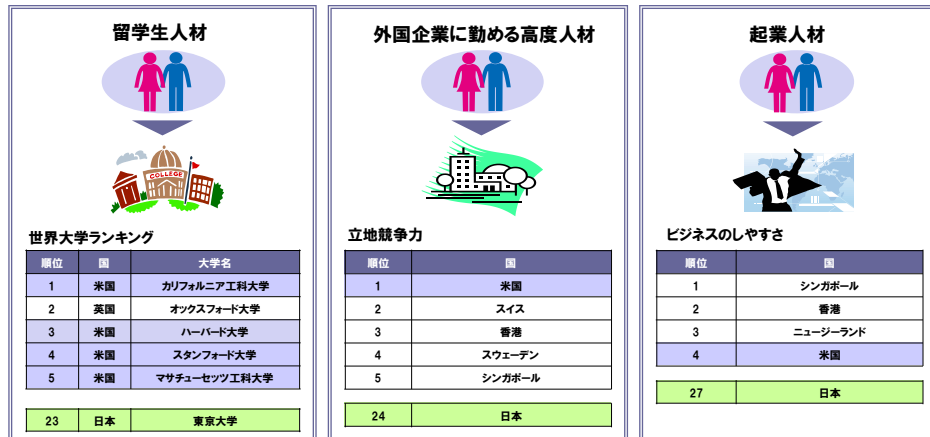 留学生人材
COLLEGE
世界大学ランキング
順位 国 大学名
1 米国 カリフォルニア工科大学
2 英国 オックスフォード大学
3 米国 ハーバード大学
4 米国 スタンフォード大学
5 米国 マサチューセッツ工科大学
23 日本 東京大学
外国企業に勤める高度人材
立地競争力
順位 国
1 米国
2 スイス
3 香港
4 スウェーデン
5 シンガポール
24 日本
起業人材
ビジネスのしやすさ
順位 国
1 シンガポール
2 香港
3 ニュージーランド
4 米国
27 日本